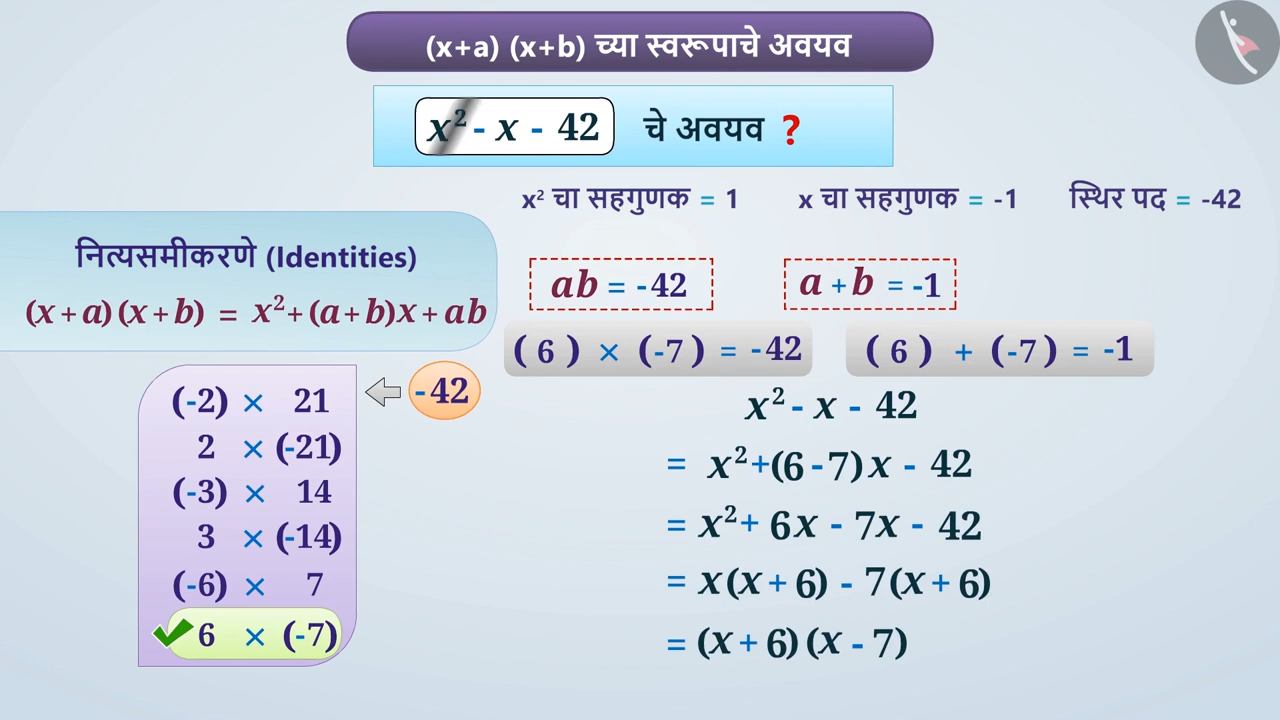 (x+a) (x+b) च्या स्वरूपाचे अवयव
x² - x - 42 चे अवयव ?
x² चा सहगुणक = 1 x चा सहगुणक = -1 स्थिर पद = -42
नित्यसमीकरणे (Identities)
(x+a)(x+b) = x²+(a+b)x+ab
ab = -42 a+b = -1
( 6 ) × (-7 ) = -42 ( 6 ) + (-7 ) = -1
-42
(-2) × 21
2 × (-21)
(-3) × 14
3 × (-14)
(-6) × 7
6 × (-7)
x² - x - 42
= x²+(6-7)x - 42
= x²+ 6x - 7x - 42
= x(x+6) - 7(x+6)
= (x+6)(x - 7)